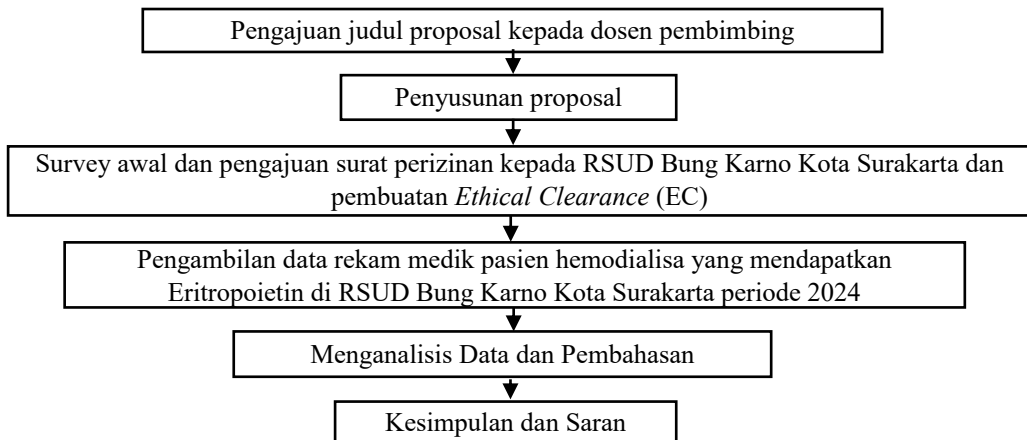 Pengajuan judul proposal kepada dosen pembimbing
Penyusunan proposal
Survey awal dan pengajuan surat perizinan kepada RSUD Bung Karno Kota Surakarta dan
pembuatan Ethical Clearance (EC)
Pengambilan data rekam medik pasien hemodialisa yang mendapatkan
Eritropoietin di RSUD Bung Karno Kota Surakarta periode 2024
Menganalisis Data dan Pembahasan
Kesimpulan dan Saran